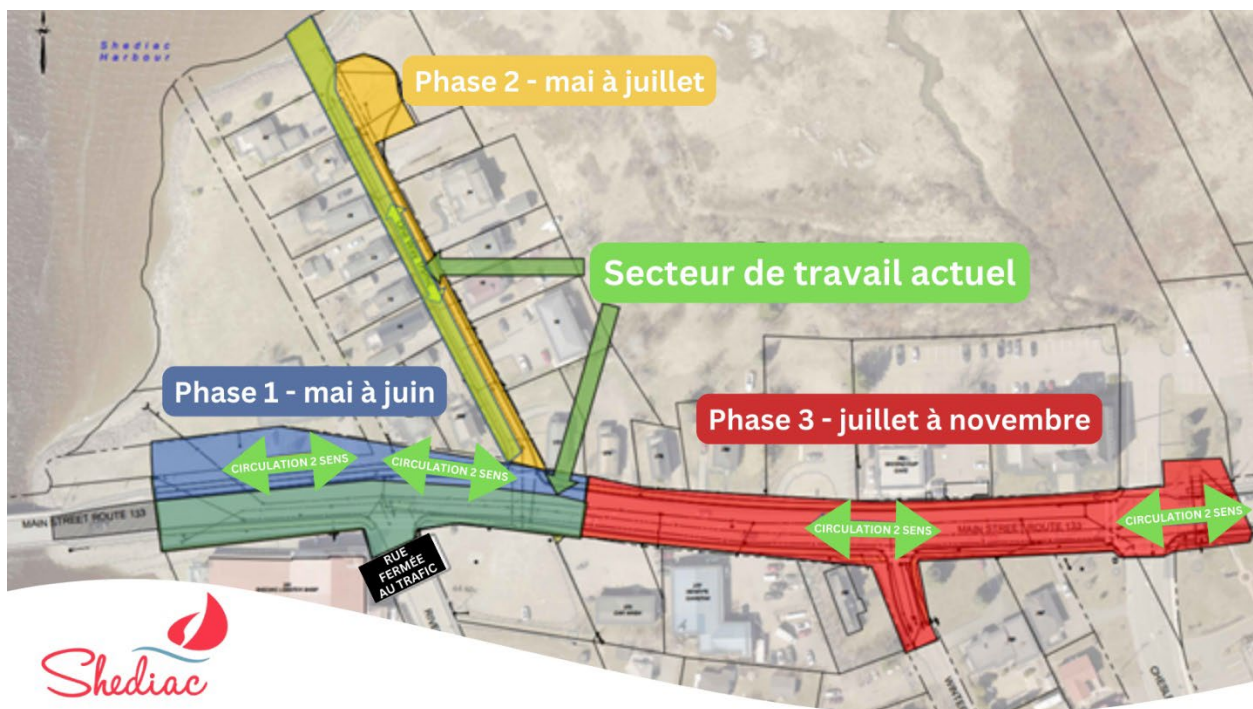 Shediac
Harbour
Phase 2 - mai à juillet
Secteur de travail actuel
Phase 1 - mai à juin
Phase 3 - juillet à novembre
CIRCULATION 2 SENS
CIRCULATION 2 SENS
CIRCULATION 2 SENS
CIRCULATION 2 SENS
MAIN STREET ROUTE 133
MAIN STREET ROUTE 133
RUE
FERMÉE
AU TRAFIC
Shediac